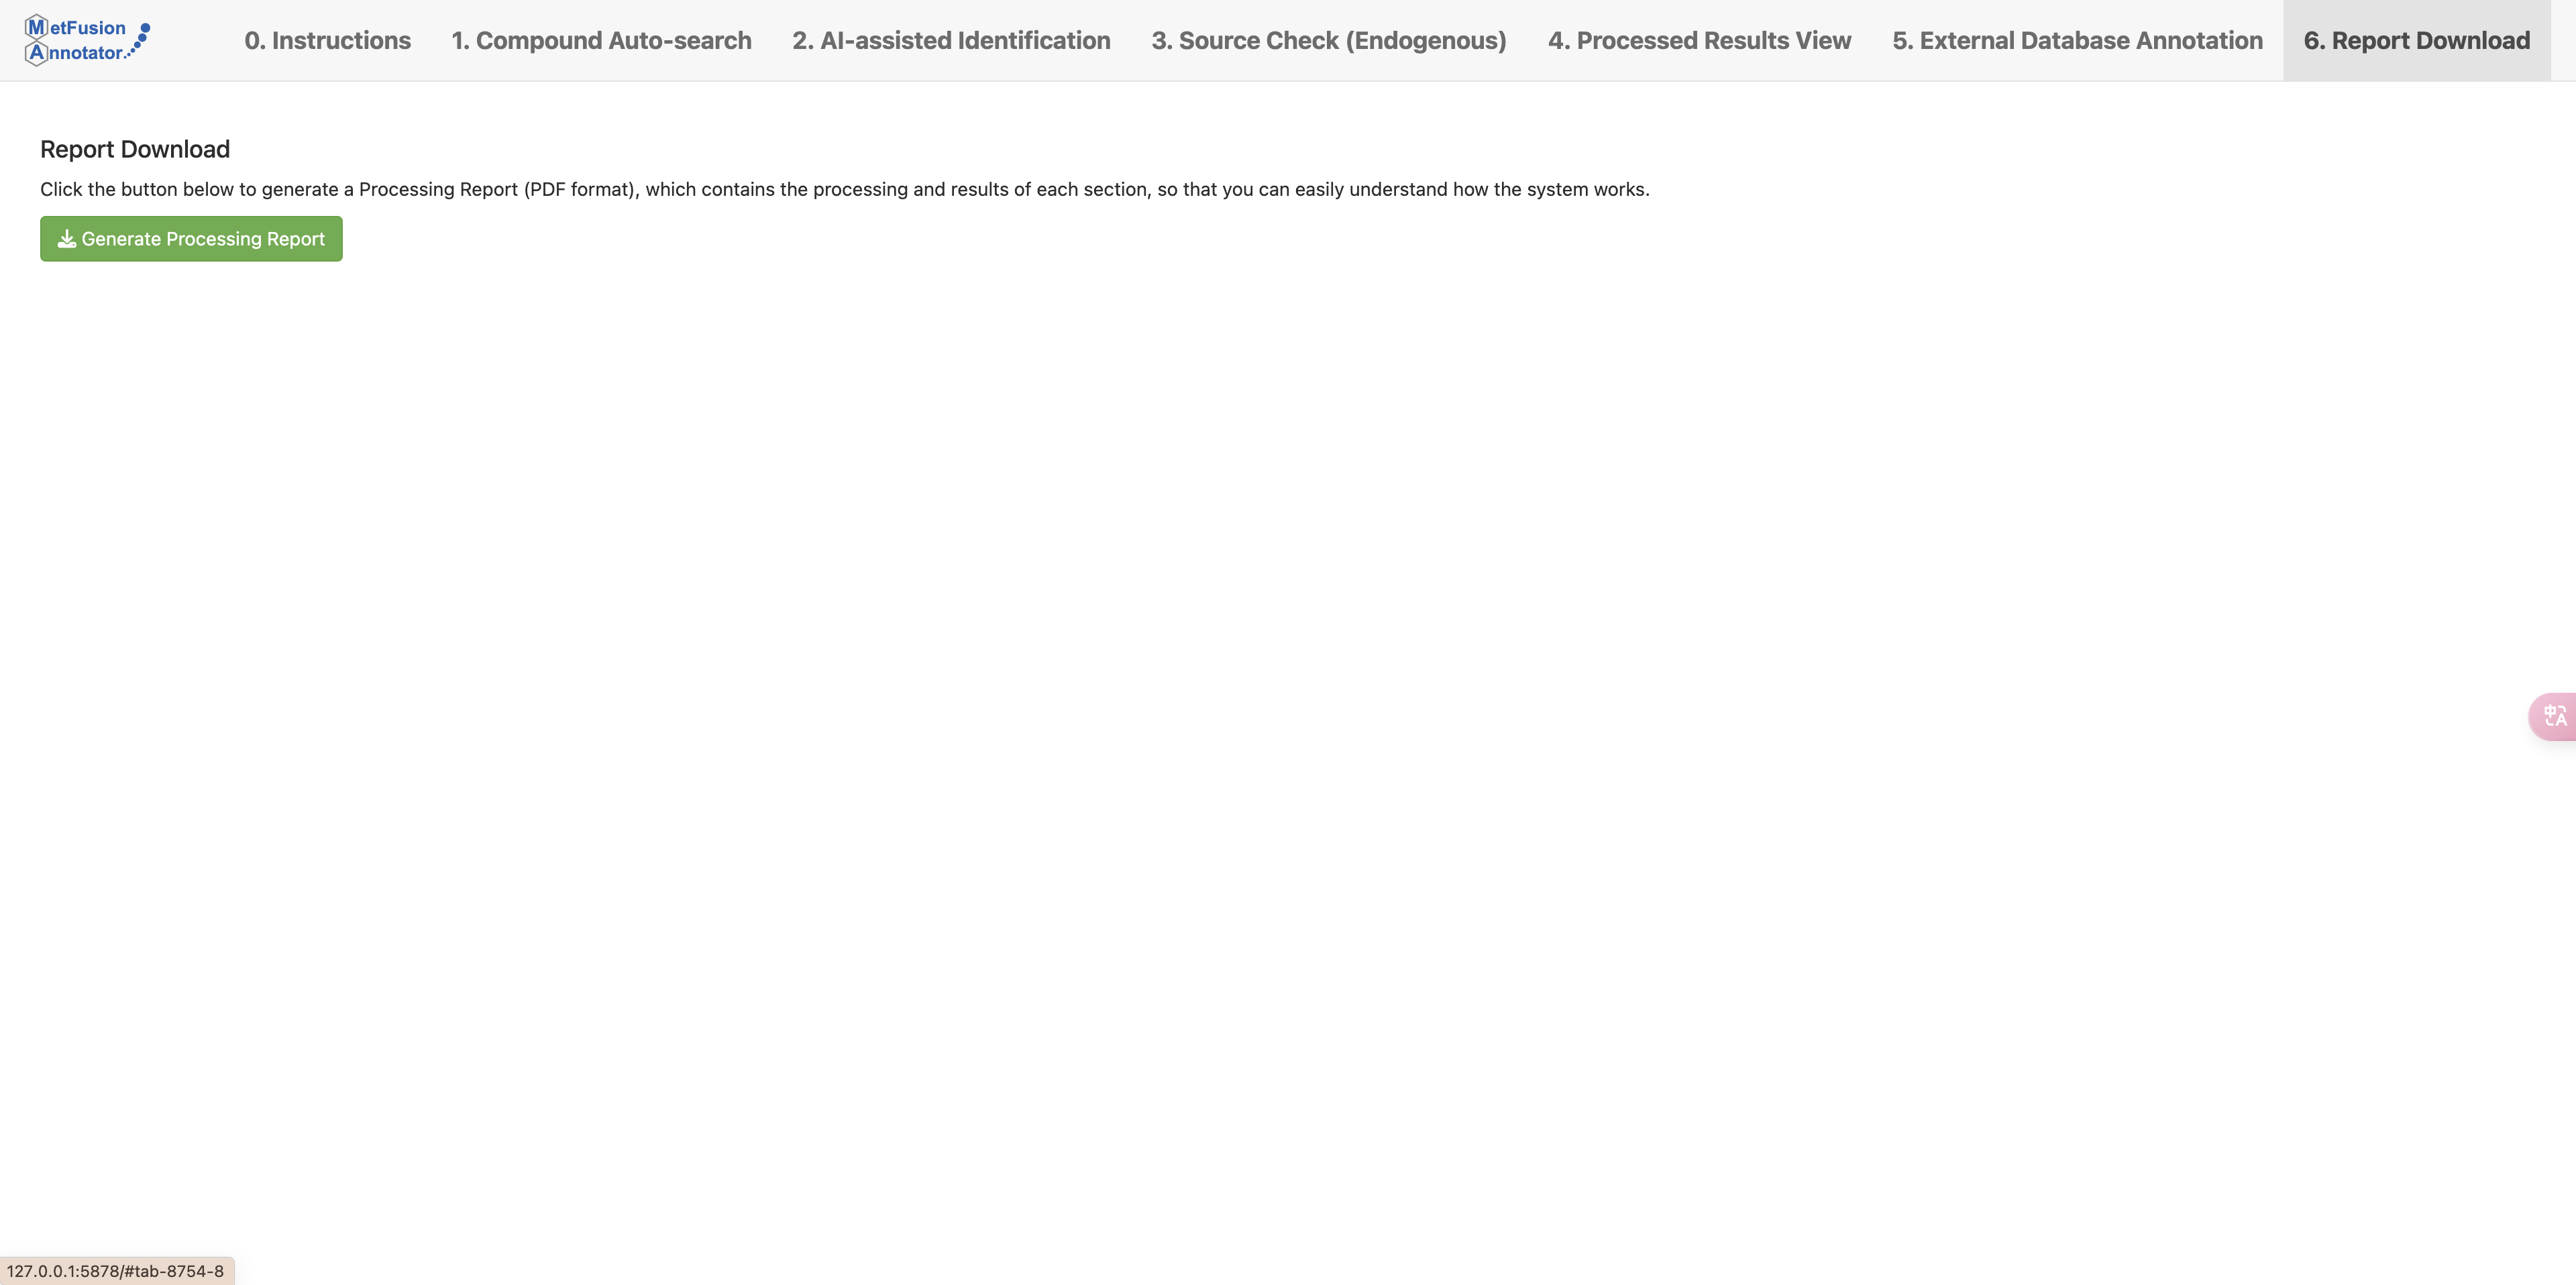 MetFusion
Annotator
0. Instructions
1. Compound Auto-search
2. AI-assisted Identification
3. Source Check (Endogenous)
4. Processed Results View
5. External Database Annotation
6. Report Download
Report Download
Click the button below to generate a Processing Report (PDF format), which contains the processing and results of each section, so that you can easily understand how the system works.
Generate Processing Report
中A
127.0.0.1:5878/#tab-8754-8